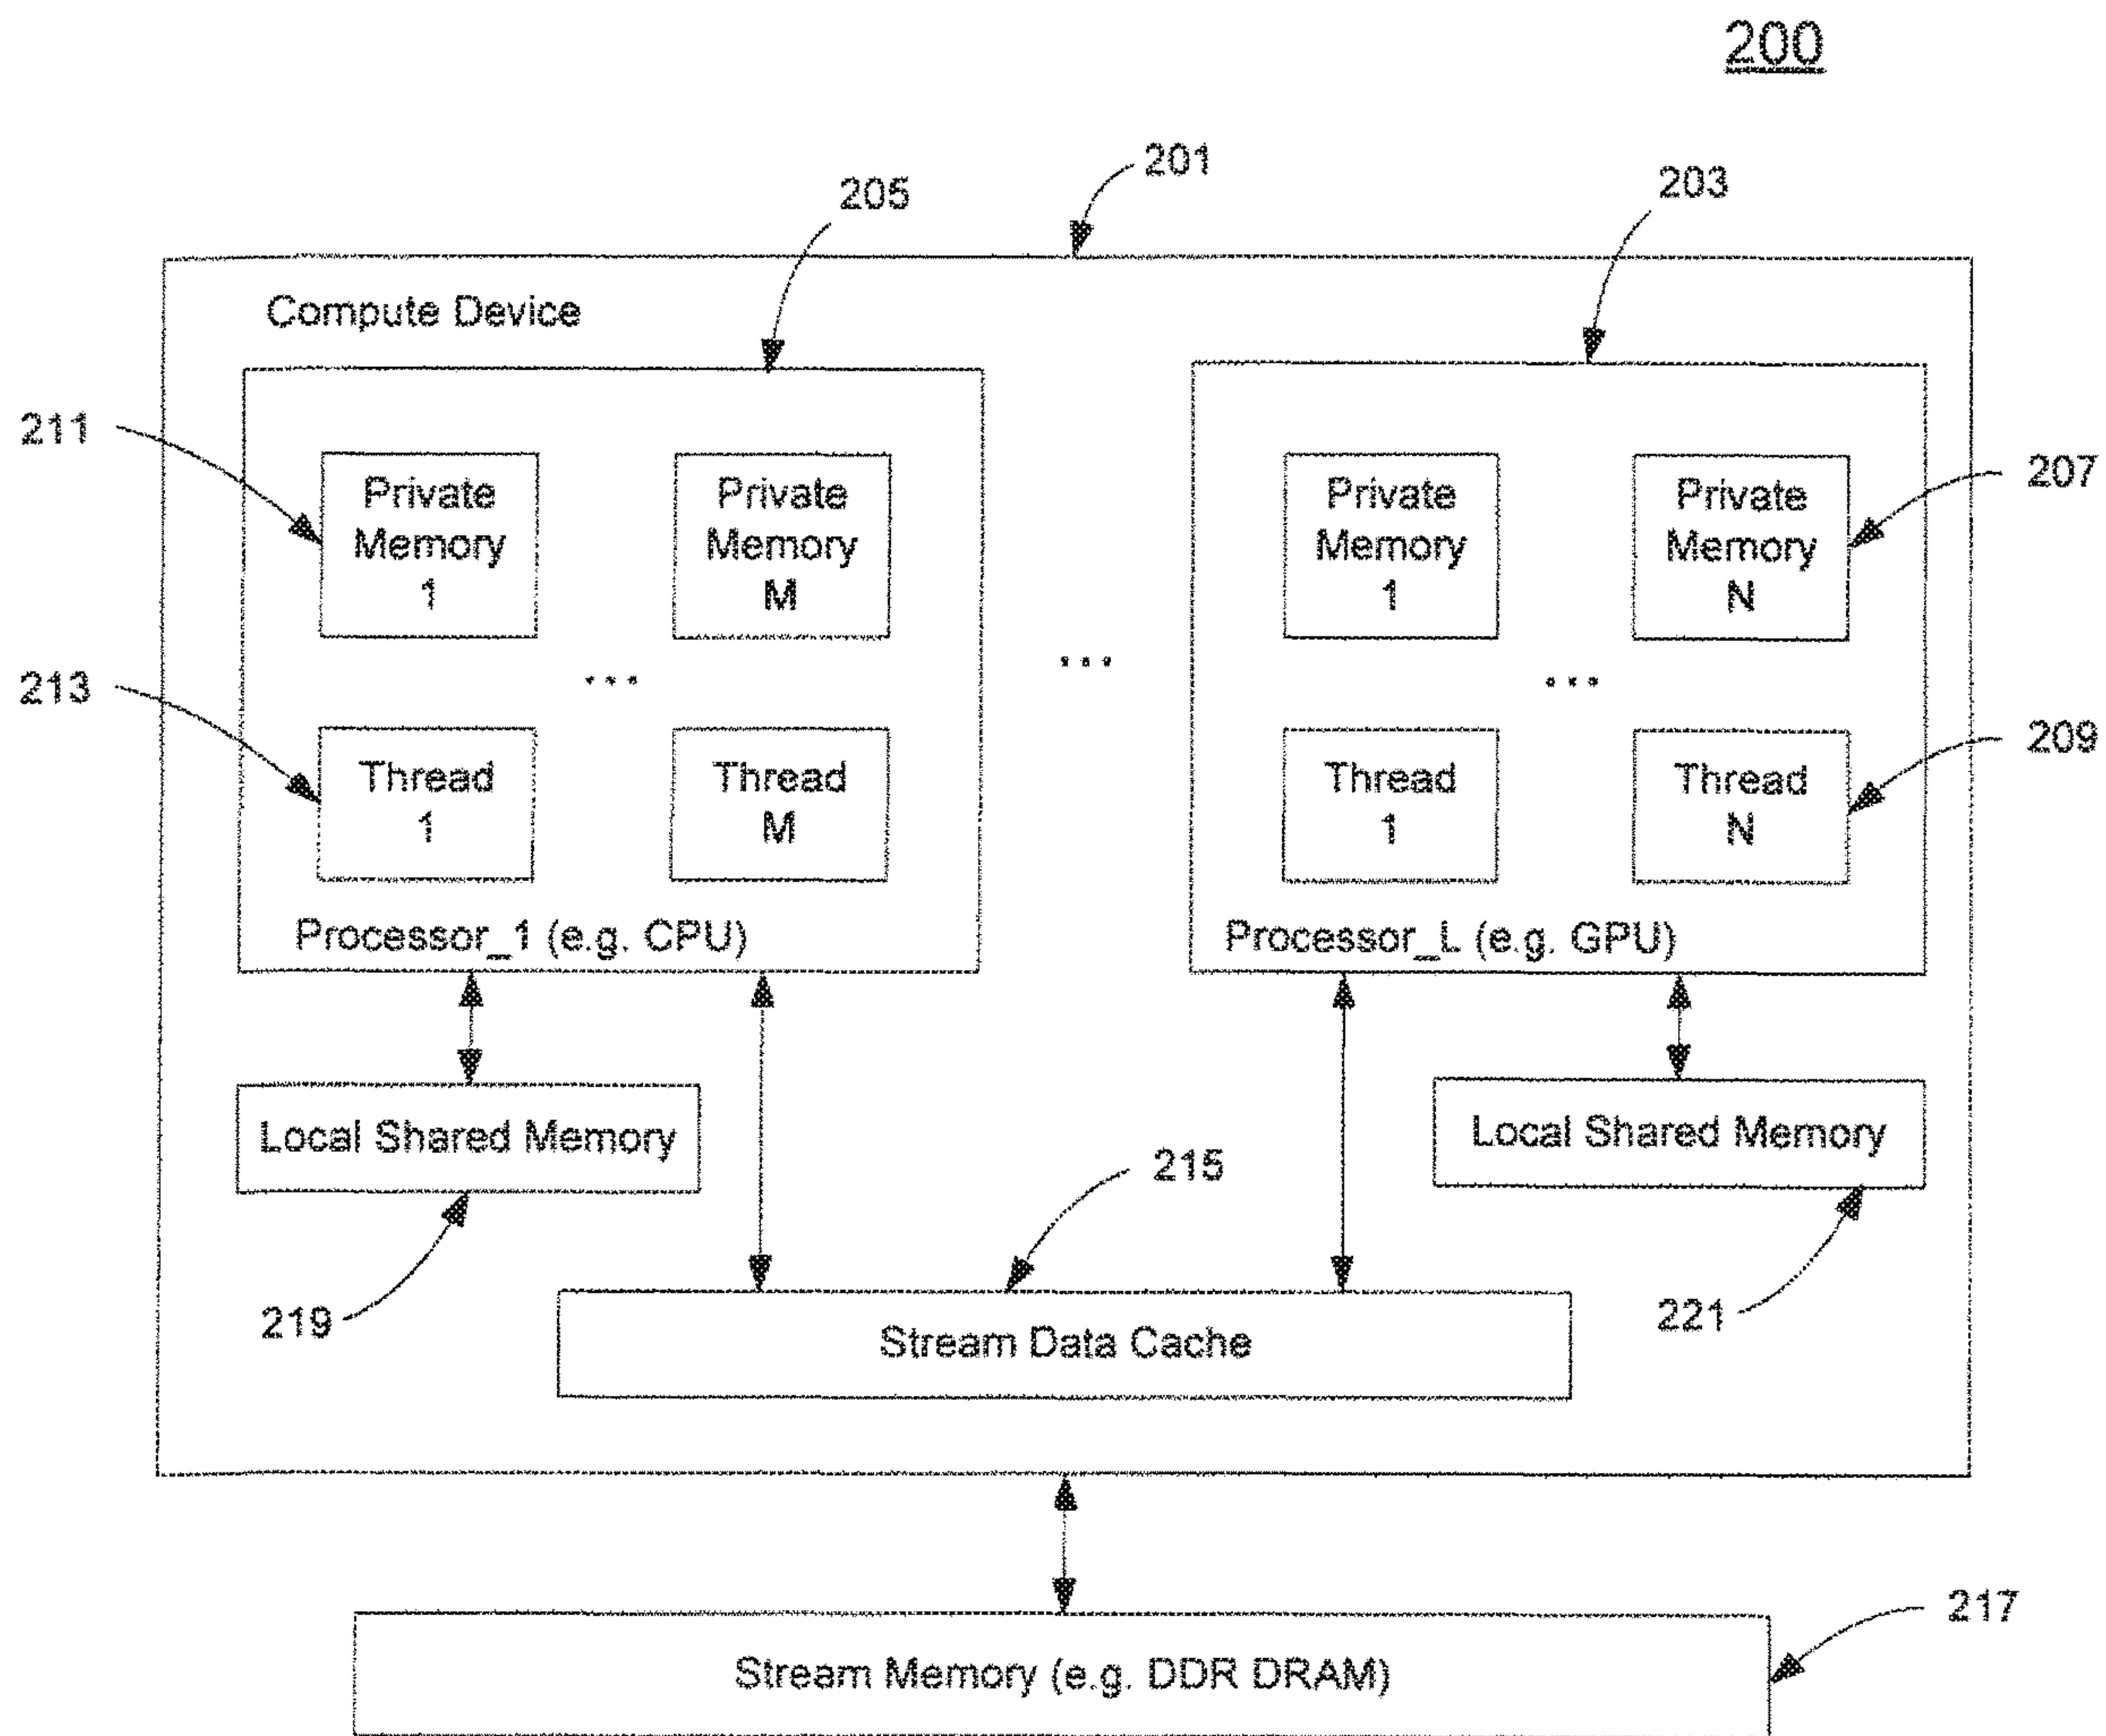 200
201
205
203
Compute Device
211
Private Memory 1
Private Memory M
...
Private Memory 1
Private Memory N
207
213
...
...
Thread 1
Thread M
Thread 1
Thread N
209
Processor_1 (e.g. CPU)
Processor_L (e.g. GPU)
Local Shared Memory
Local Shared Memory
215
219
221
Stream Data Cache
217
Stream Memory (e.g. DDR DRAM)